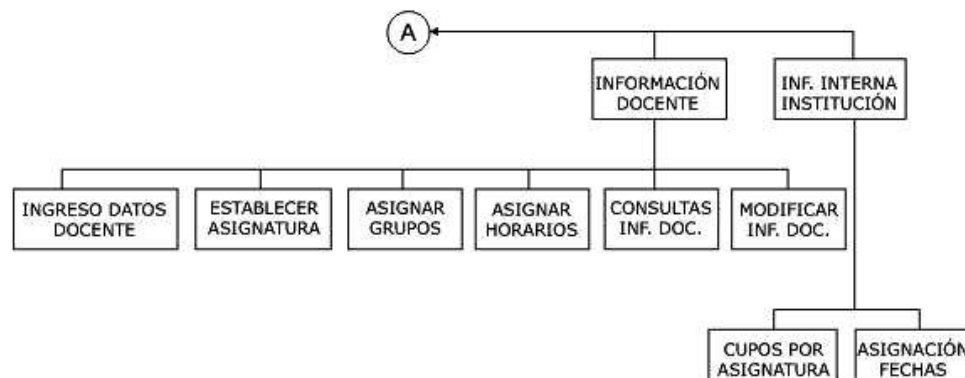 A
INFORMACIÓN
DOCENTE
INF. INTERNA
INSTITUCIÓN
INGRESO DATOS
DOCENTE
ESTABLECER
ASIGNATURA
ASIGNAR
GRUPOS
ASIGNAR
HORARIOS
CONSULTAS
INF. DOC.
MODIFICAR
INF. DOC.
CUPOS POR
ASIGNATURA
ASIGNACIÓN
FECHAS